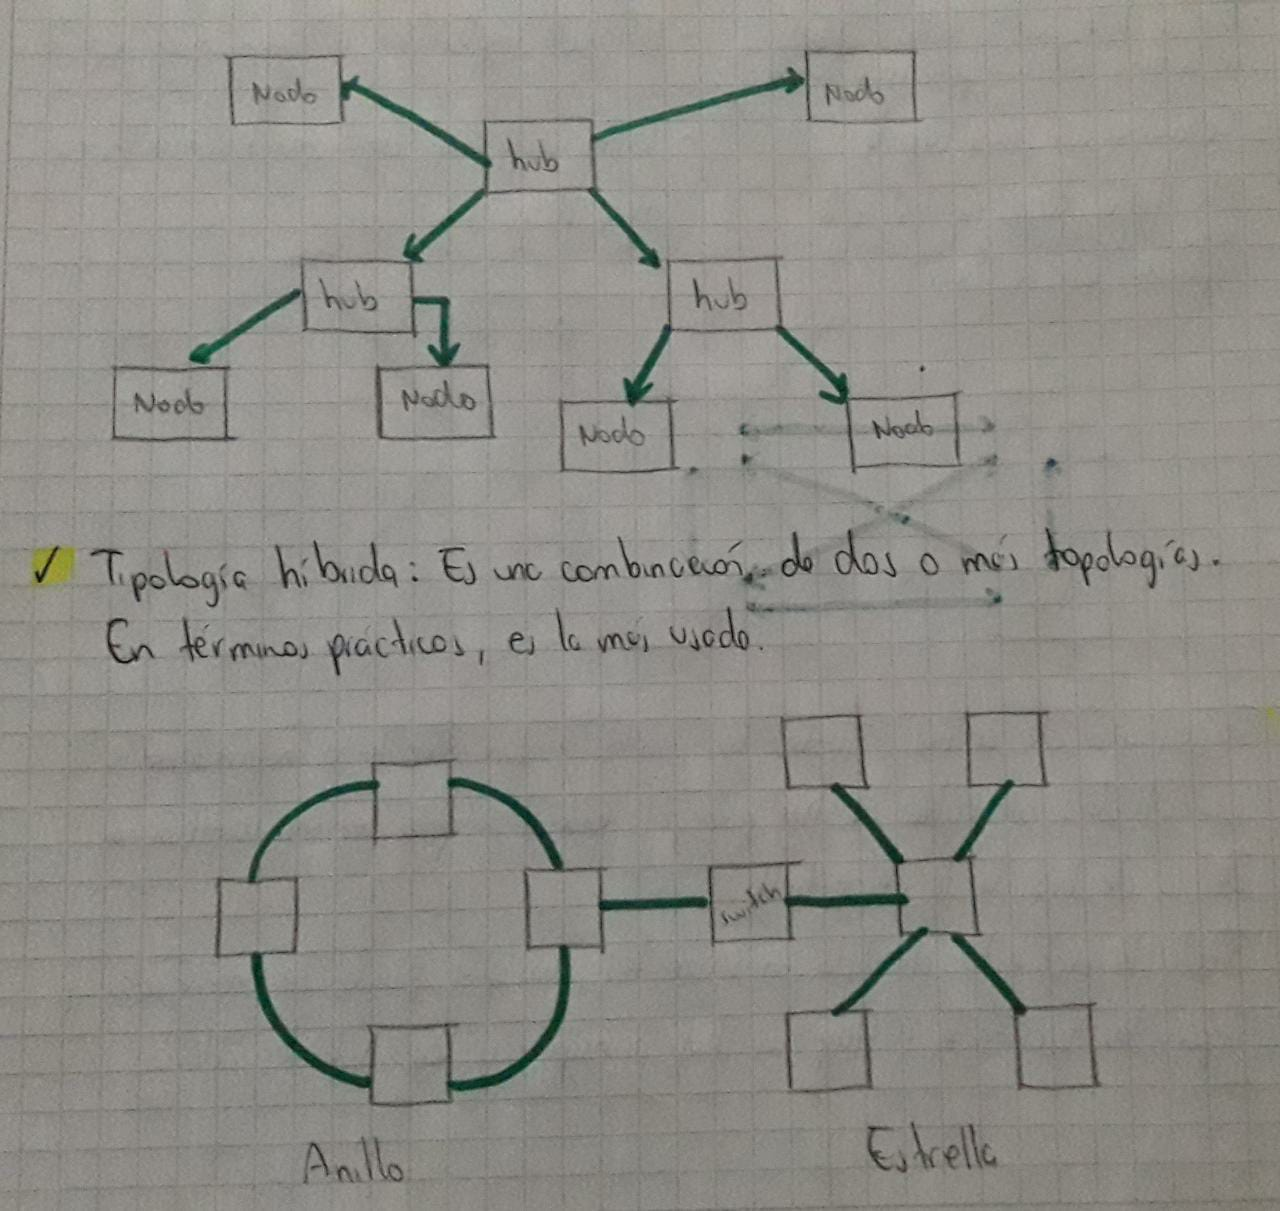 Nodo
Nodo
hub
hub
hub
Nodo
Nodo
Nodo
Nodo
✓ Tipología híbrida: Es una combinación de dos o más topologías.
En términos prácticos, es la más usada.
switch
Anillo
Estrella